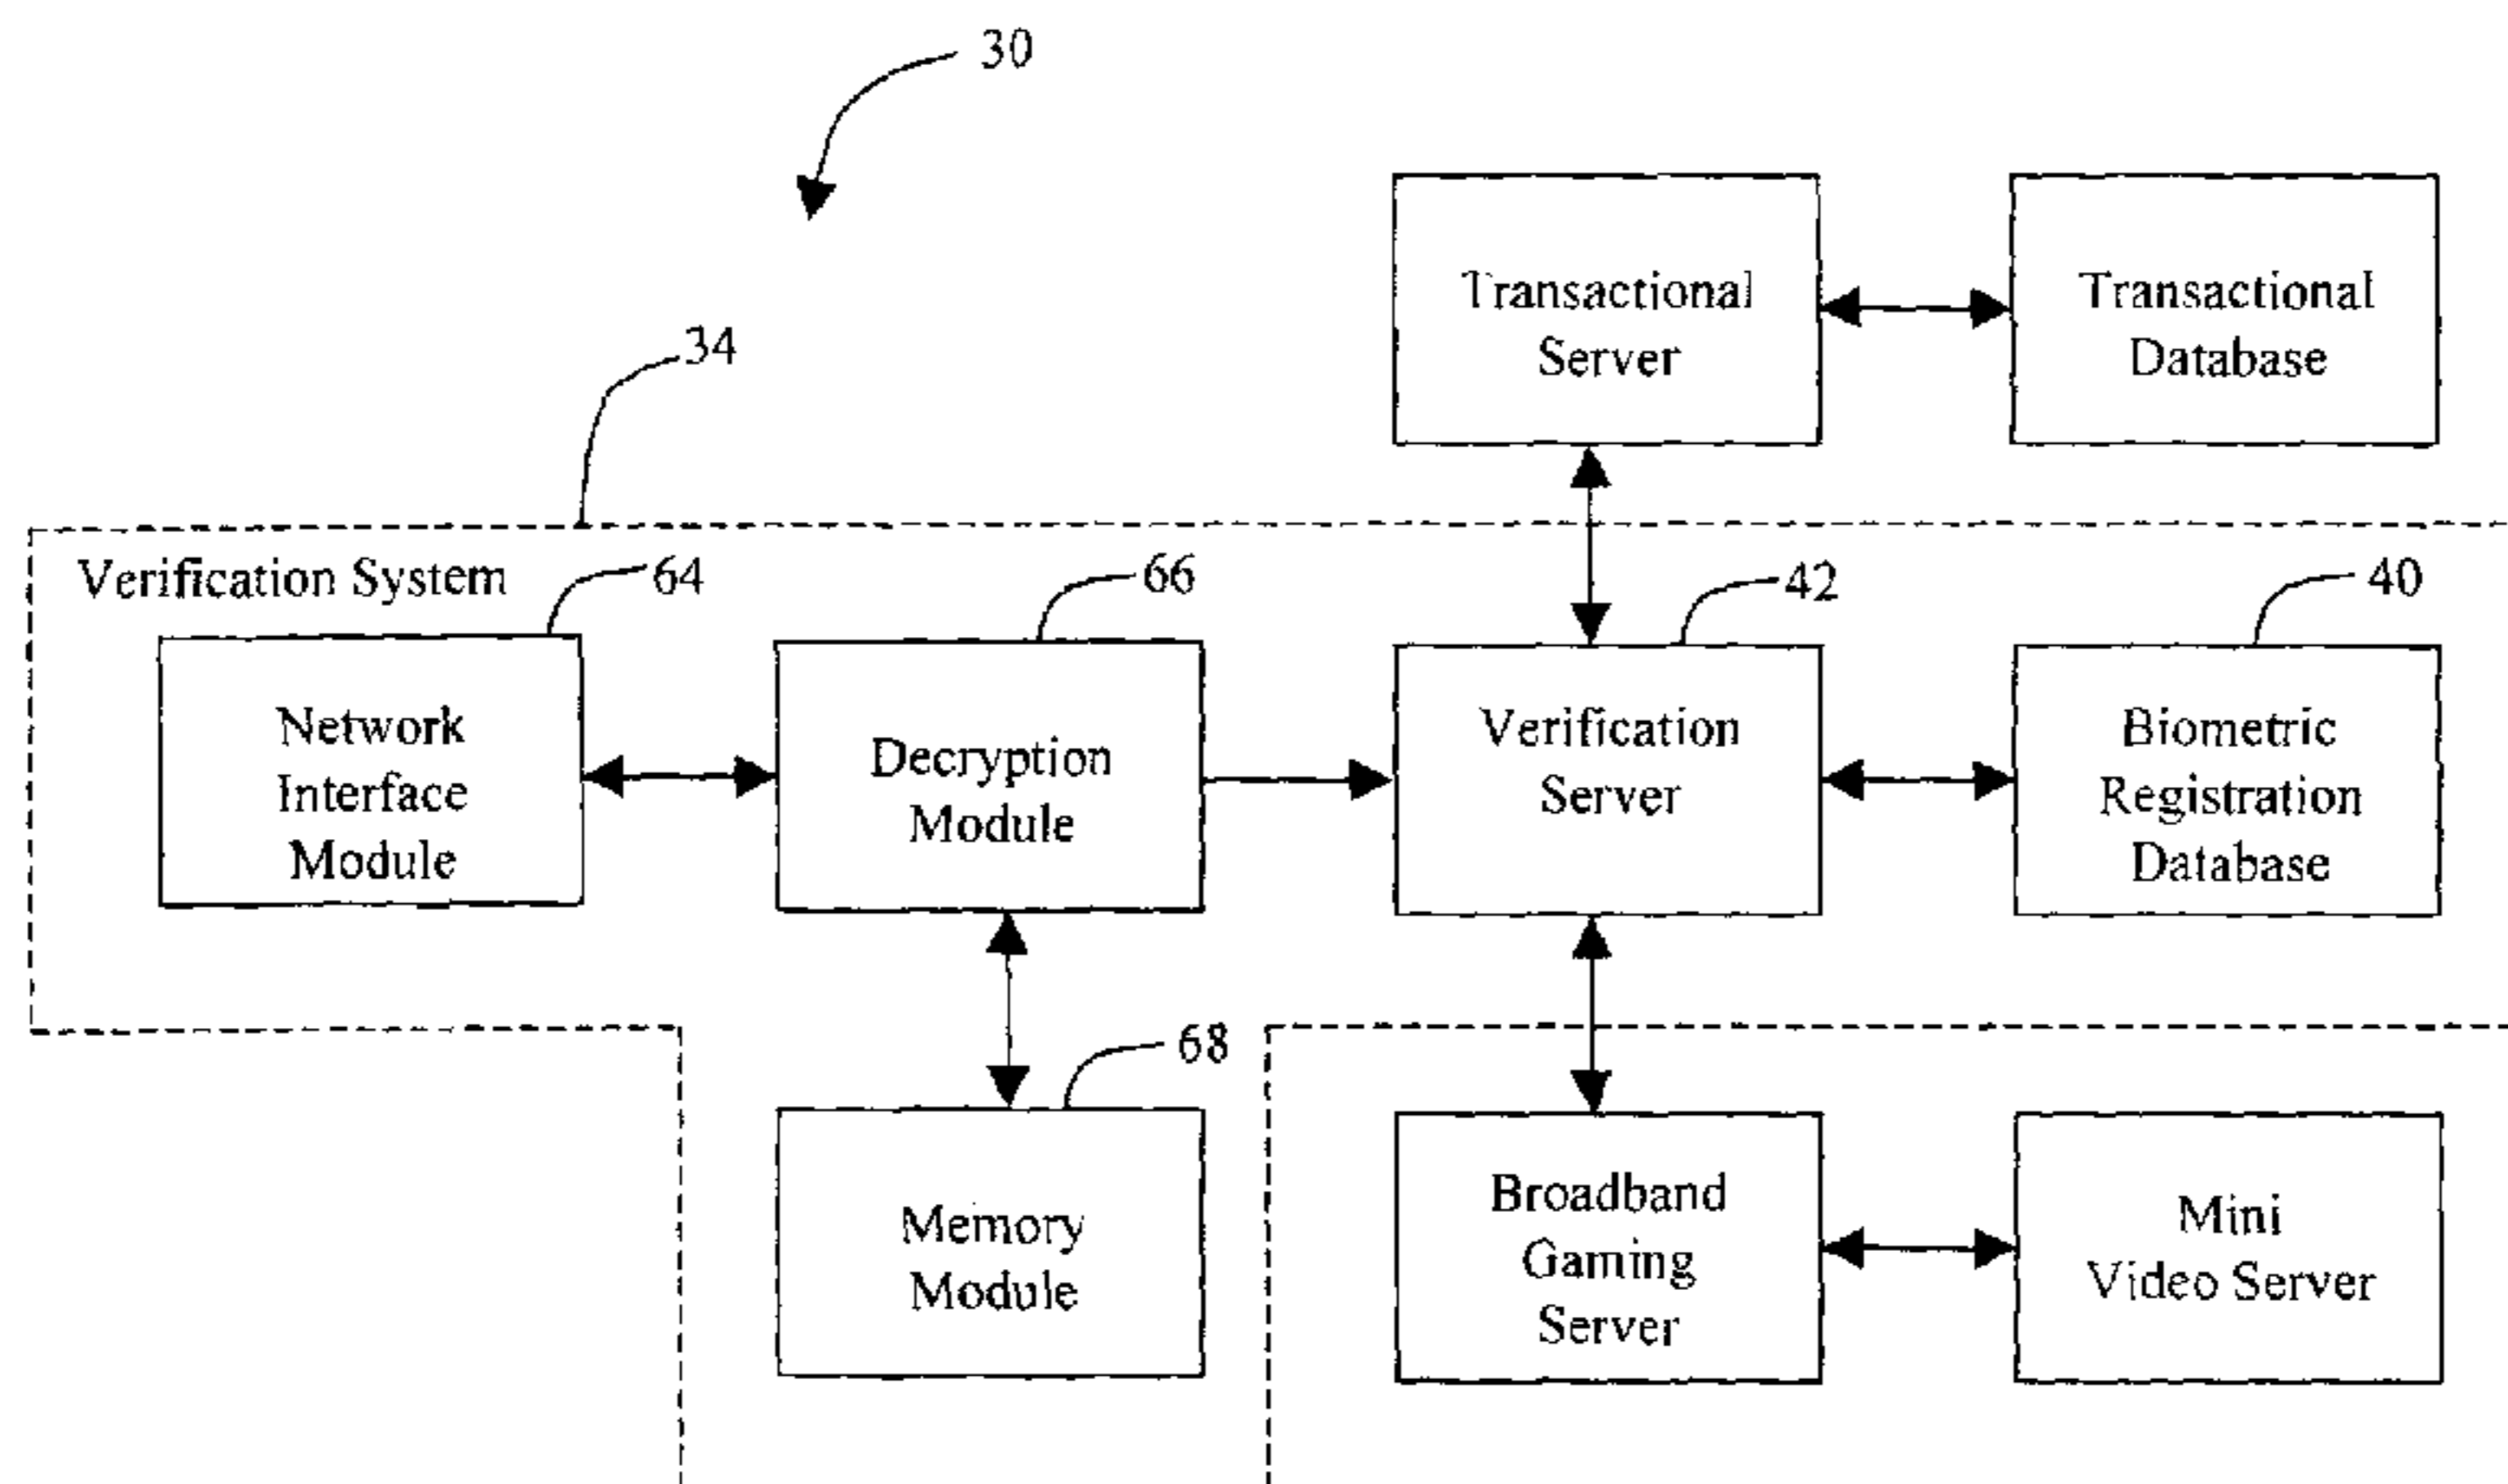 30
Transactional
Server
Transactional
Database
34
Verification System
64
66
42
40
Network
Interface
Module
Decryption
Module
Verification
Server
Biometric
Registration
Database
68
Memory
Module
Broadband
Gaming
Server
Mini
Video Server